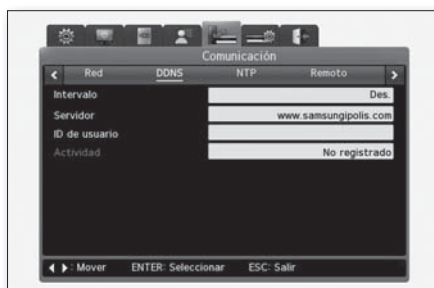 Comunicación
Red DDNS NTP Remoto
Intervalo Des.
Servidor www.samsungipolis.com
ID de usuario
Actividad No registrado
: Mover ENTER: Seleccionar ESC: Salir